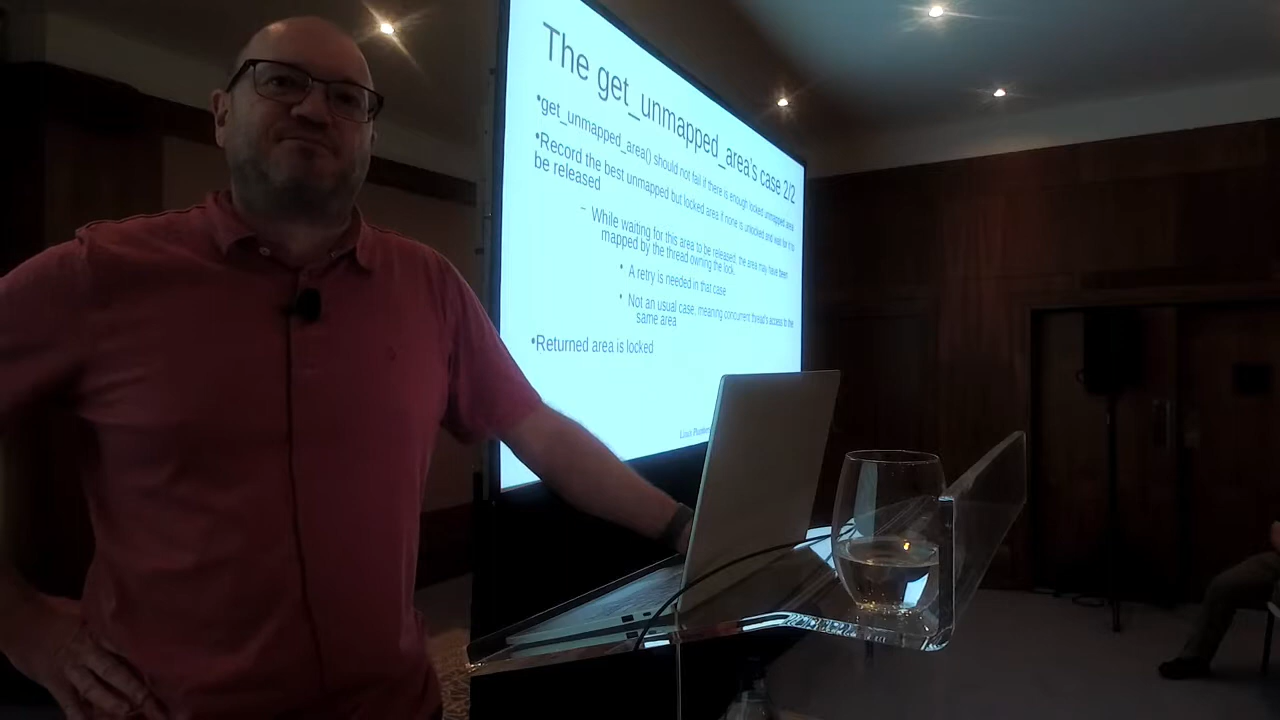 The get_unmapped_area's case 2/2
•get_unmapped_area() should not fail if there is enough locked unmapped area
•Record the best unmapped but locked area if none is unlocked and wait for it to
be released
– While waiting for this area to be released, the area may have been
mapped by the thread owning the lock.
• A retry is needed in that case
• Not an usual case, meaning concurrent thread's access to the
same area
•Returned area is locked
Linux Plumbers